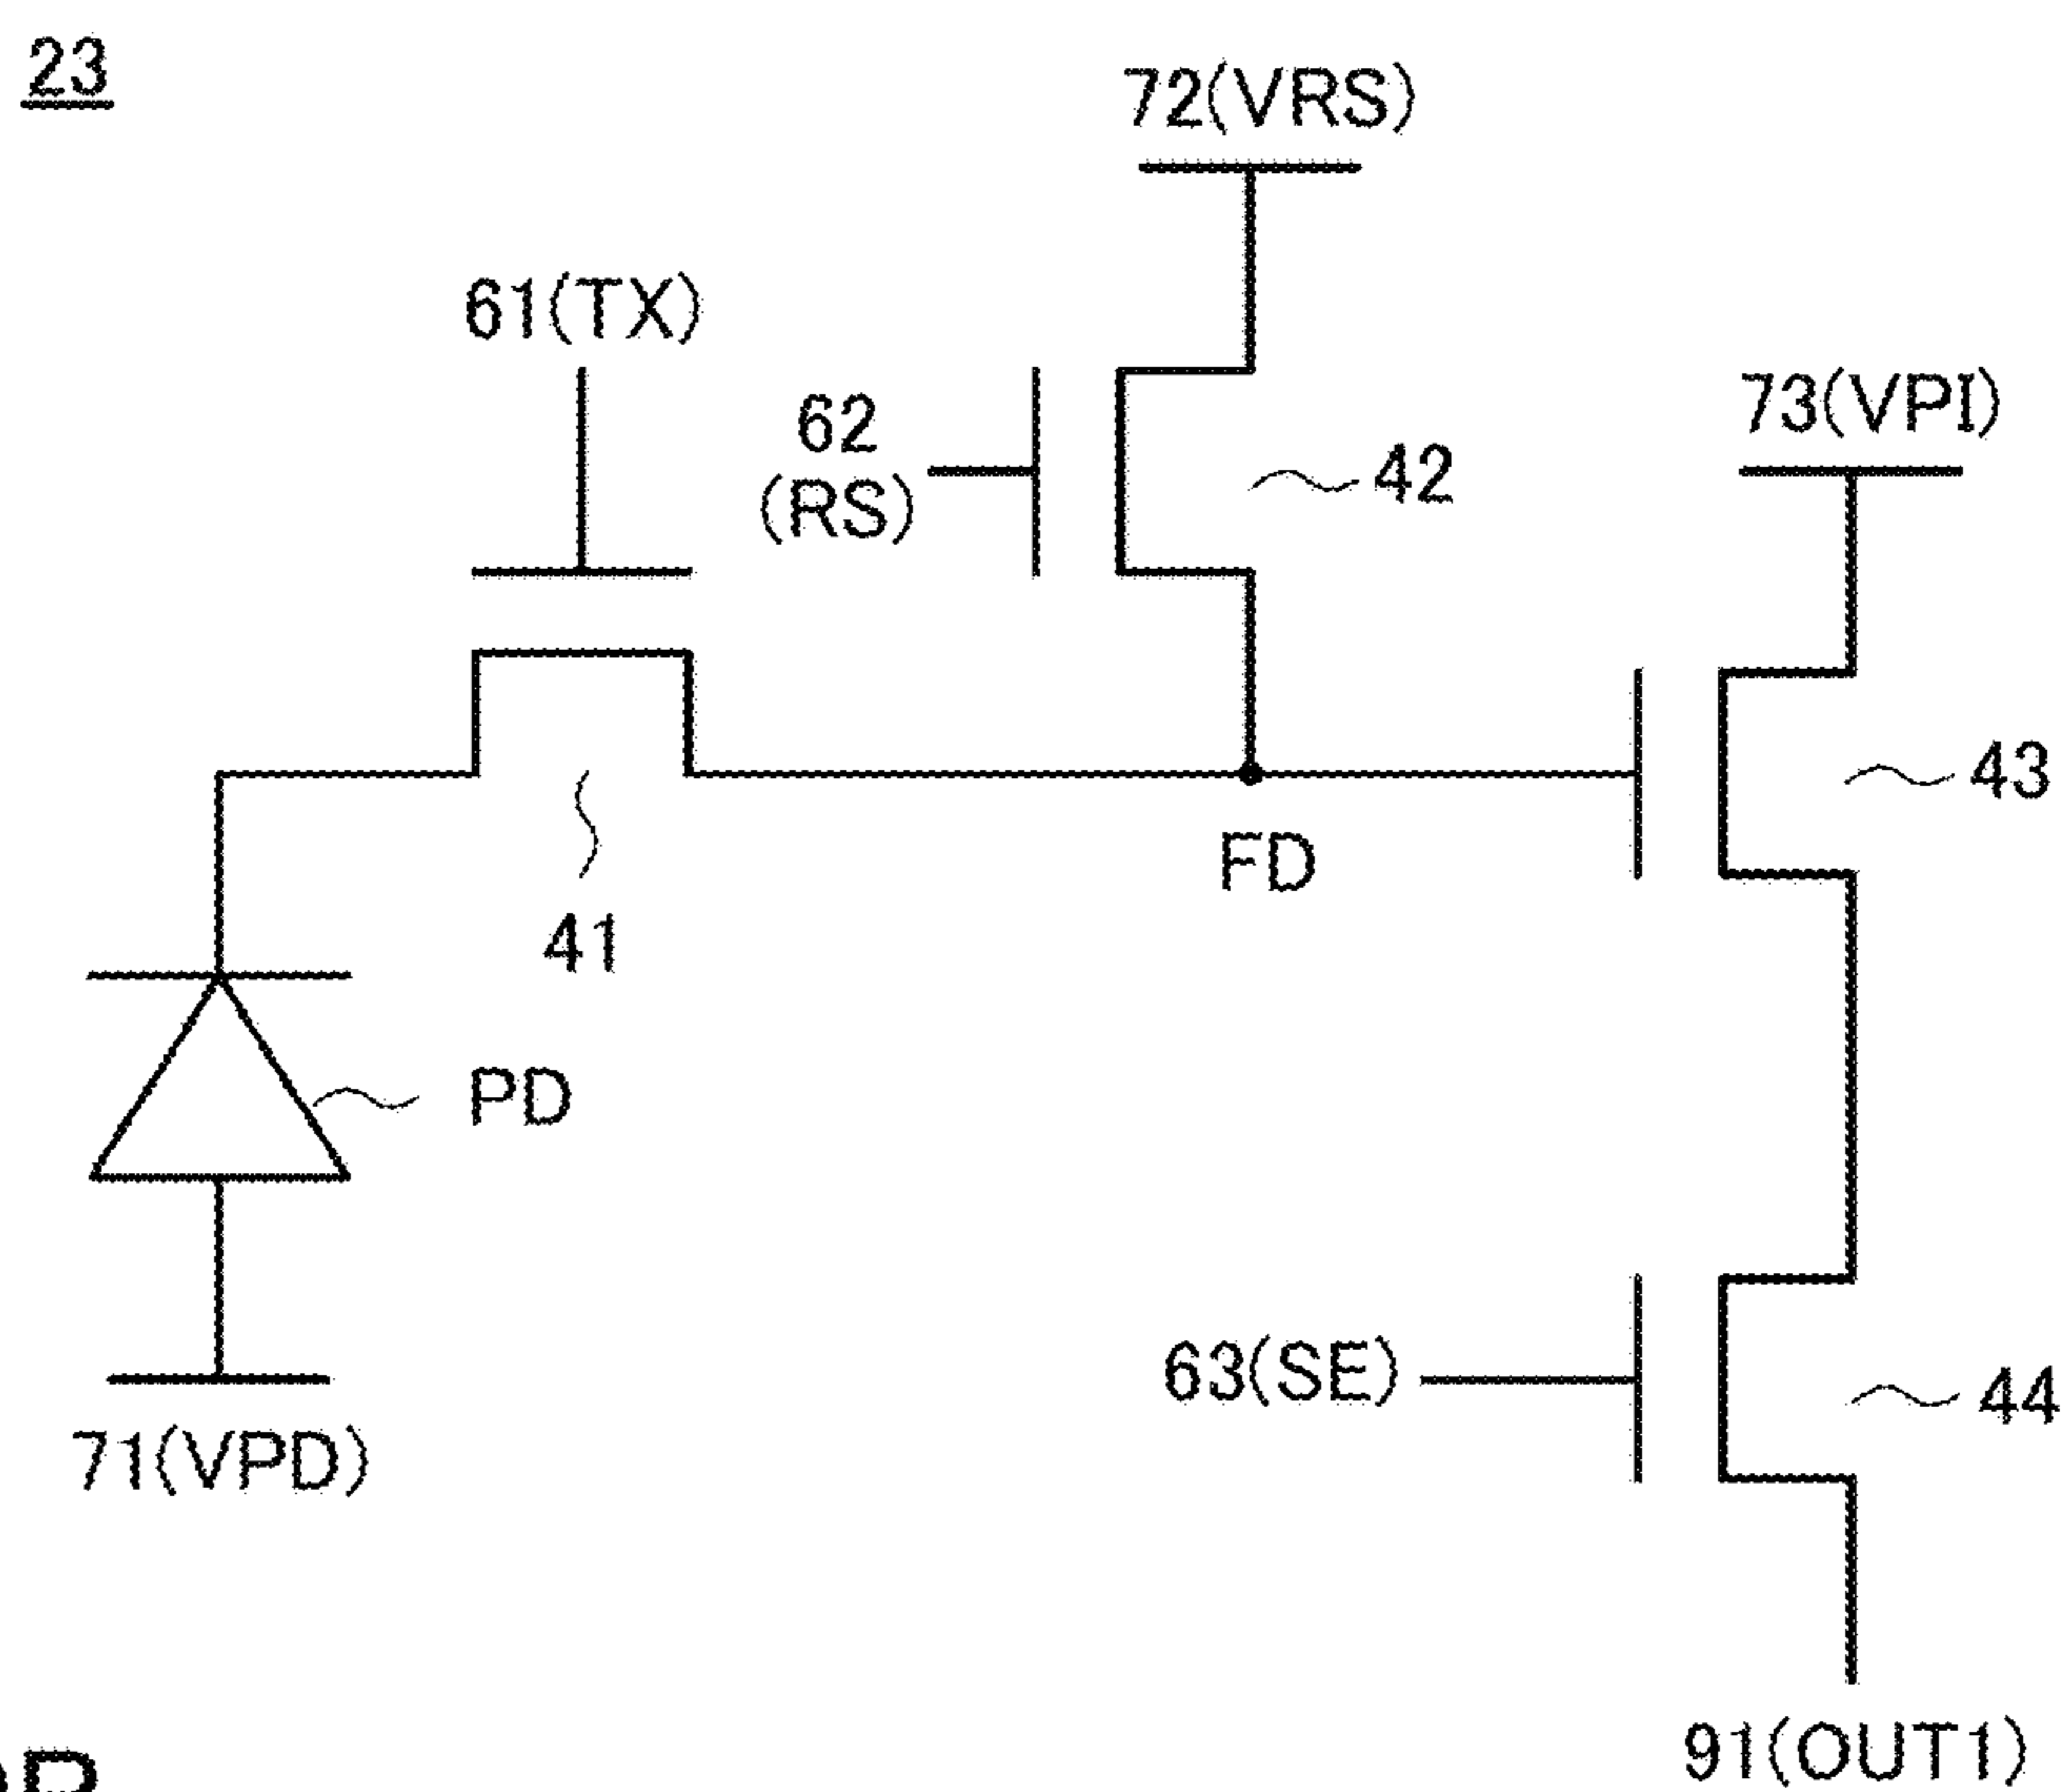 23
72(VRS)
61(TX)
73(VPI)
62
(RS)
42
43
FD
41
PD
63(SE)
44
71(VPD)
91(OUT1)